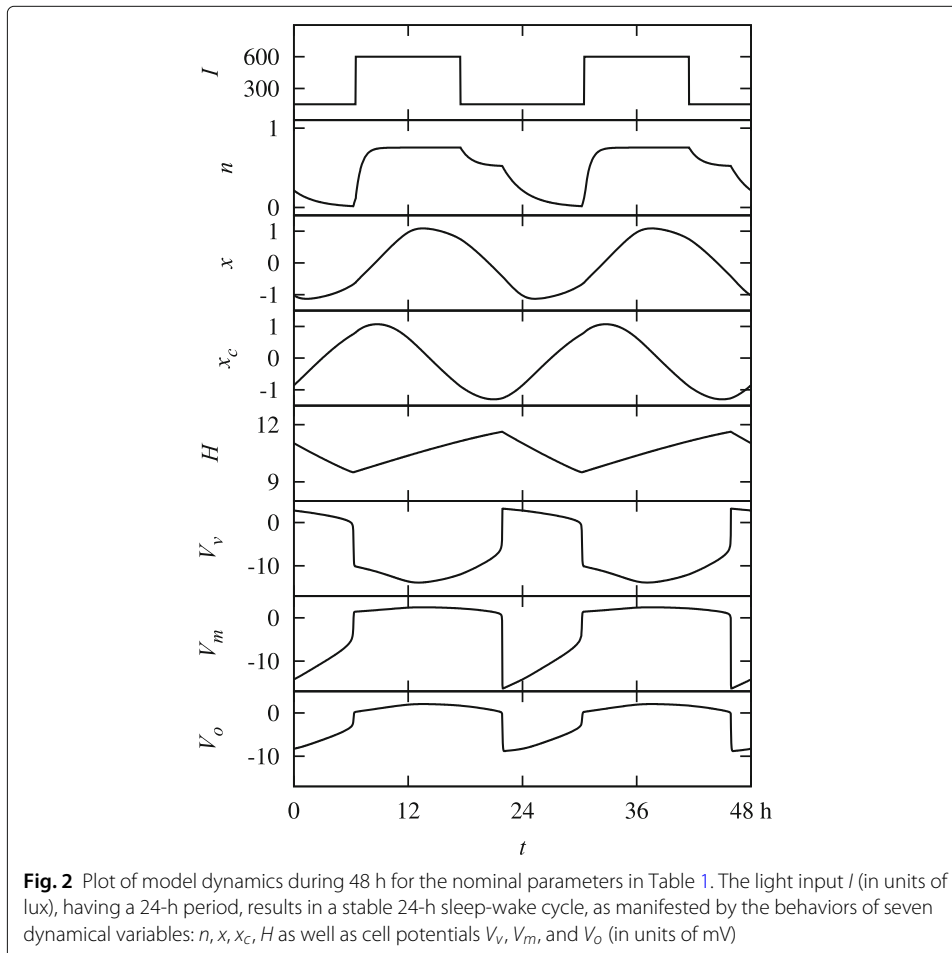 I
600
300
n
1
0
x
1
0
-1
x_c
1
0
-1
H
12
9
V_v
0
-10
V_m
0
-10
V_o
0
-10
0 12 24 36 48 h
t
Fig. 2 Plot of model dynamics during 48 h for the nominal parameters in Table 1. The light input I (in units of
lux), having a 24-h period, results in a stable 24-h sleep-wake cycle, as manifested by the behaviors of seven
dynamical variables: n, x, x_c, H as well as cell potentials V_v, V_m, and V_o (in units of mV)